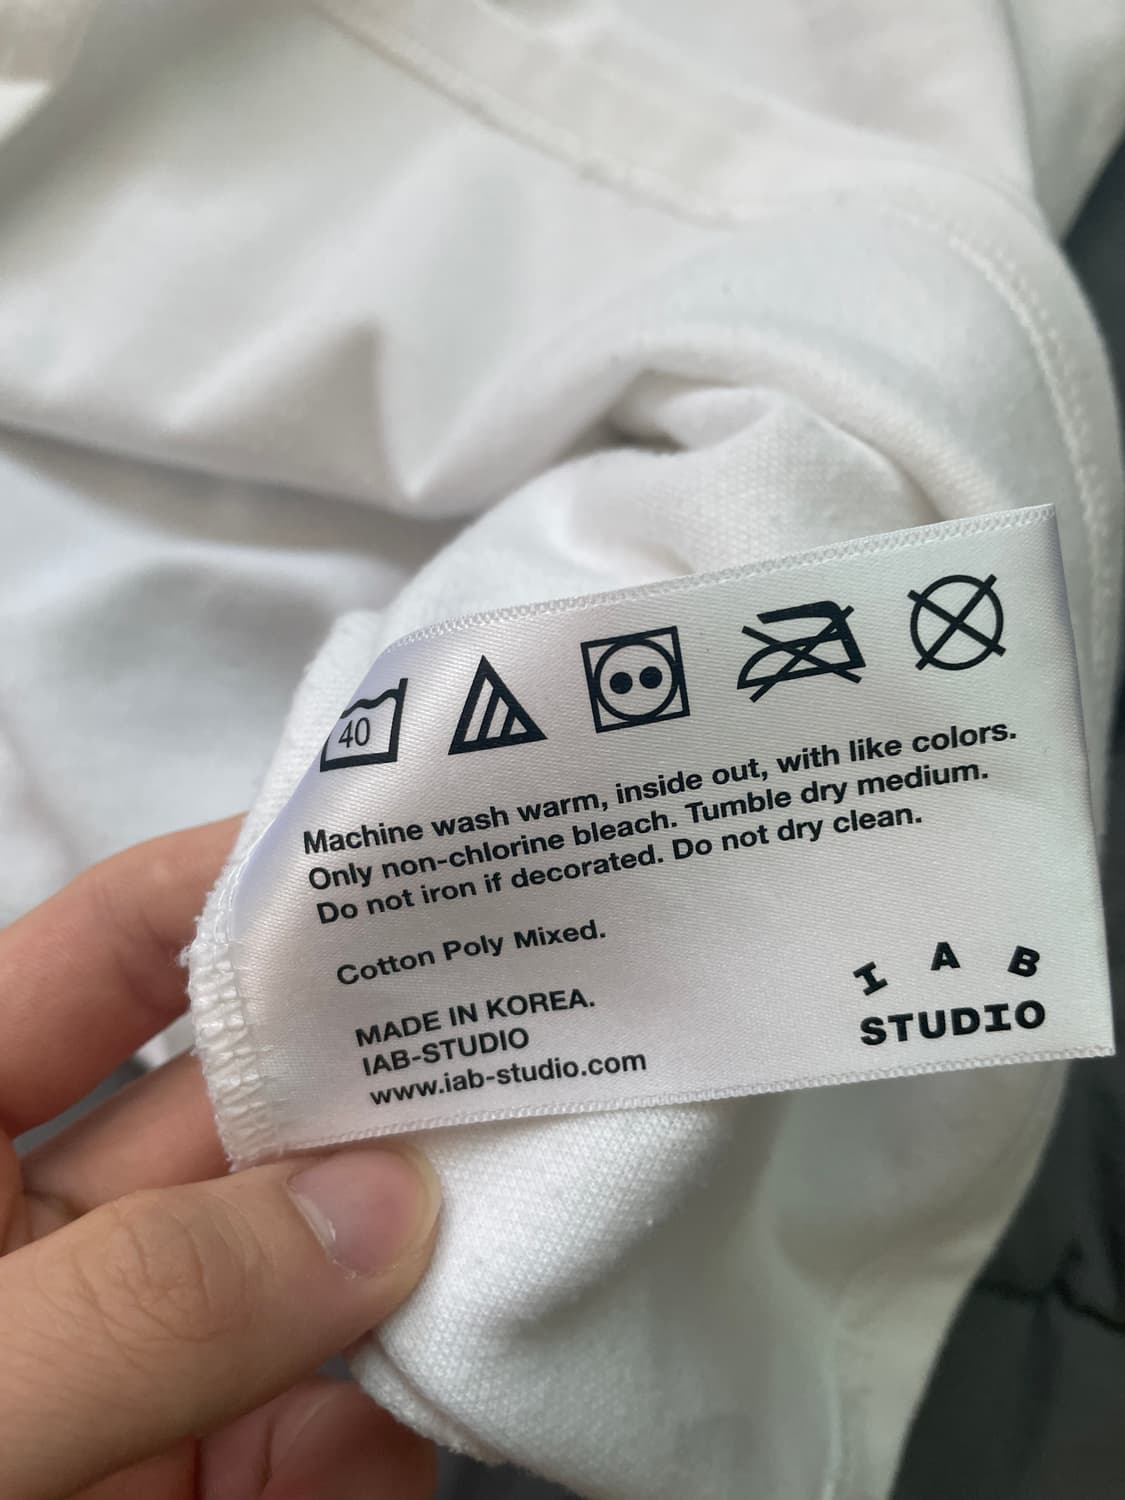 40
Machine wash warm, inside out, with like colors.
Only non-chlorine bleach. Tumble dry medium.
Do not iron if decorated. Do not dry clean.
Cotton Poly Mixed.
MADE IN KOREA.
IAB-STUDIO
www.iab-studio.com
I A B
STUDIO